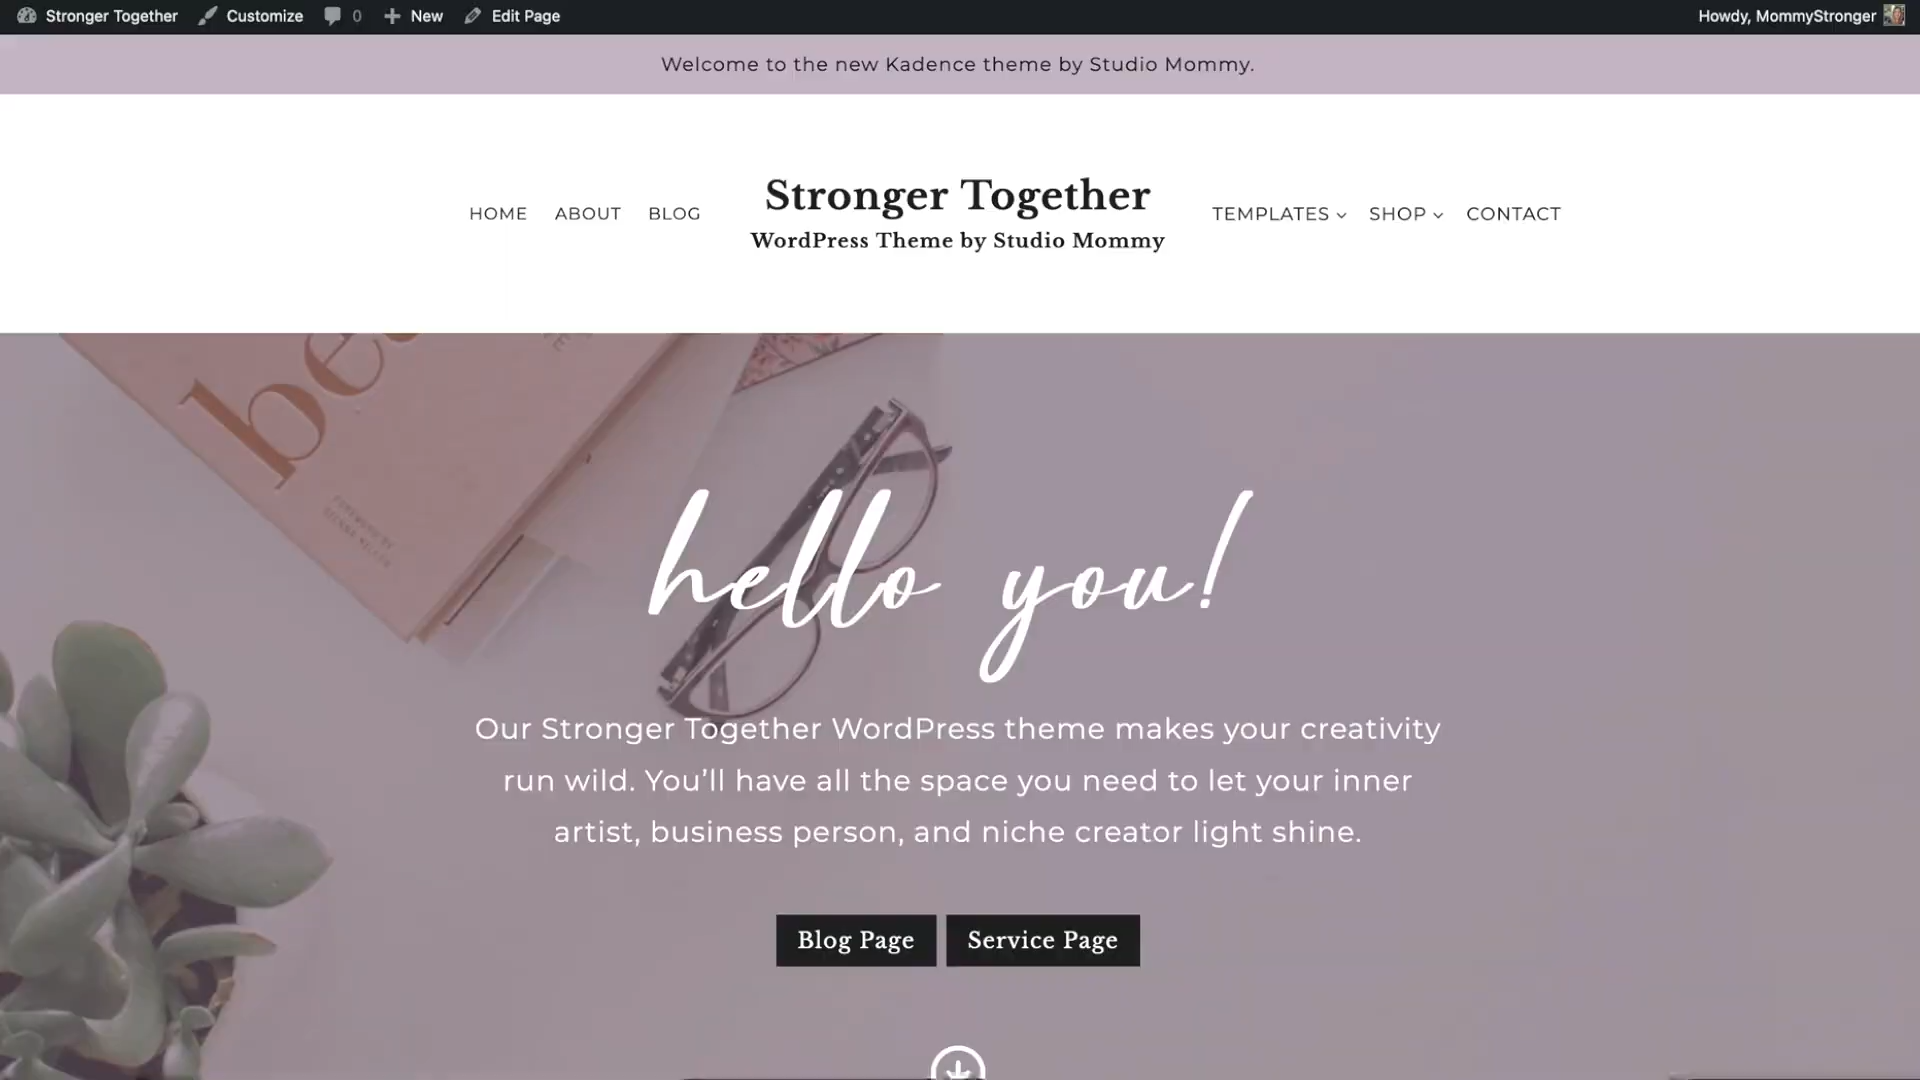 Stronger Together Customize 0 New Edit Page Howdy, MommyStronger
Welcome to the new Kadence theme by Studio Mommy.
HOME ABOUT BLOG
Stronger Together
WordPress Theme by Studio Mommy
TEMPLATES SHOP CONTACT
be
FOREWORD BY
hello you!
Our Stronger Together WordPress theme makes your creativity
run wild. You’ll have all the space you need to let your inner
artist, business person, and niche creator light shine.
Blog Page Service Page